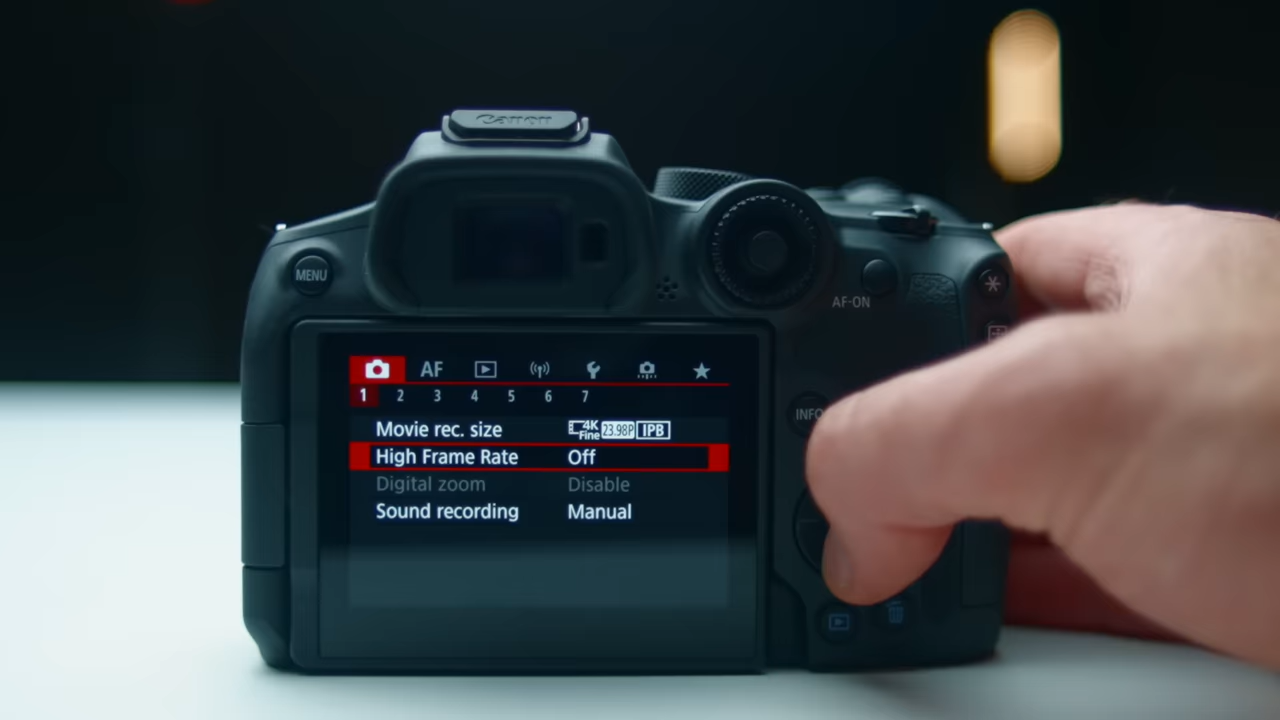 Canon
MENU
AF-ON
INFO
AF
1 2 3 4 5 6 7
Movie rec. size 4K Fine 23.98P IPB
High Frame Rate Off
Digital zoom Disable
Sound recording Manual